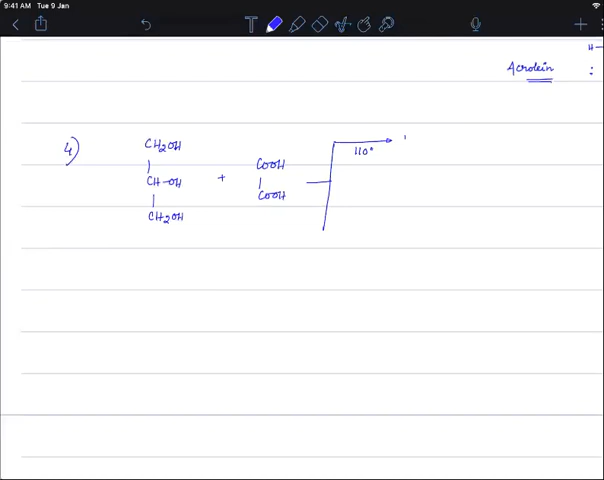 9:41 AM Tue 9 Jan
H-
Acrolein :
4) CH2OH
CH-OH
CH2OH
+
COOH
COOH
110°